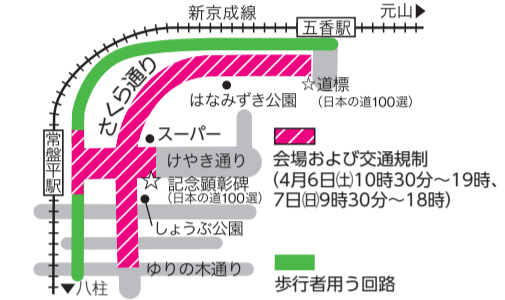 新京成線
元山▶
五香駅
さくら通り
☆道標
(日本の道100選)
はなみずき公園
スーパー
常盤平駅
けやき通り
☆記念顕彰碑
(日本の道100選)
しょうぶ公園
ゆりの木通り
▼八柱
会場および交通規制
(4月6日㊏10時30分〜19時、
7日㊐9時30分〜18時)
歩行者用う回路